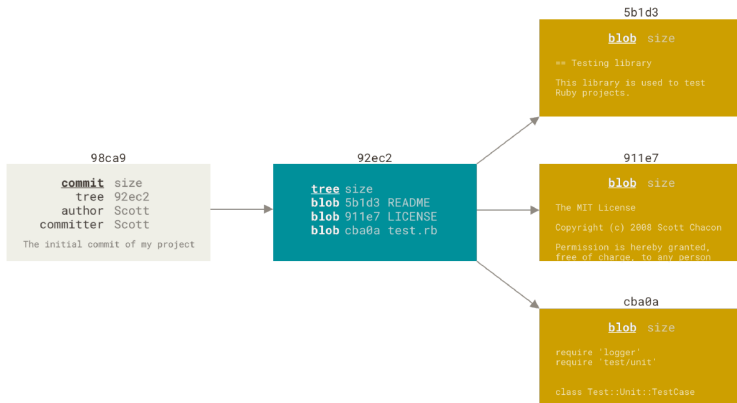 98ca9
commit size
tree 92ec2
author Scott
committer Scott
The initial commit of my project
92ec2
tree size
blob 5b1d3 README
blob 911e7 LICENSE
blob cba0a test.rb
5b1d3
blob size
== Testing library
This library is used to test
Ruby projects.
911e7
blob size
The MIT License
Copyright (c) 2008 Scott Chacon
Permission is hereby granted,
free of charge, to any person
cba0a
blob size
require 'logger'
require 'test/unit'
class Test::Unit::TestCase